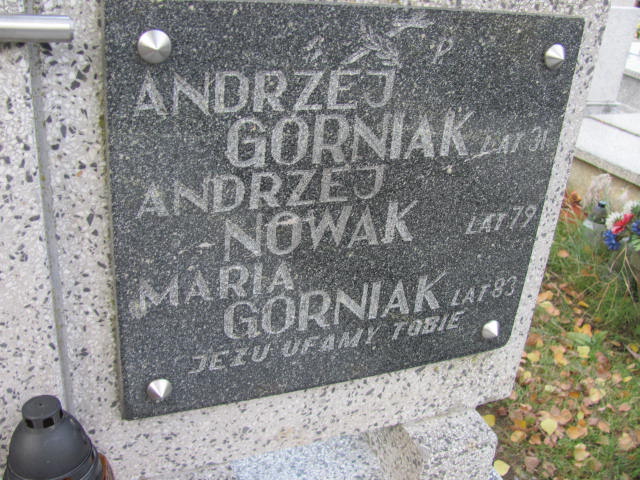 Ś P
ANDRZEJ
GÓRNIAK LAT 31
ANDRZEJ
NOWAK LAT 79
MARIA
GÓRNIAK LAT 83
JEZU UFAMY TOBIE